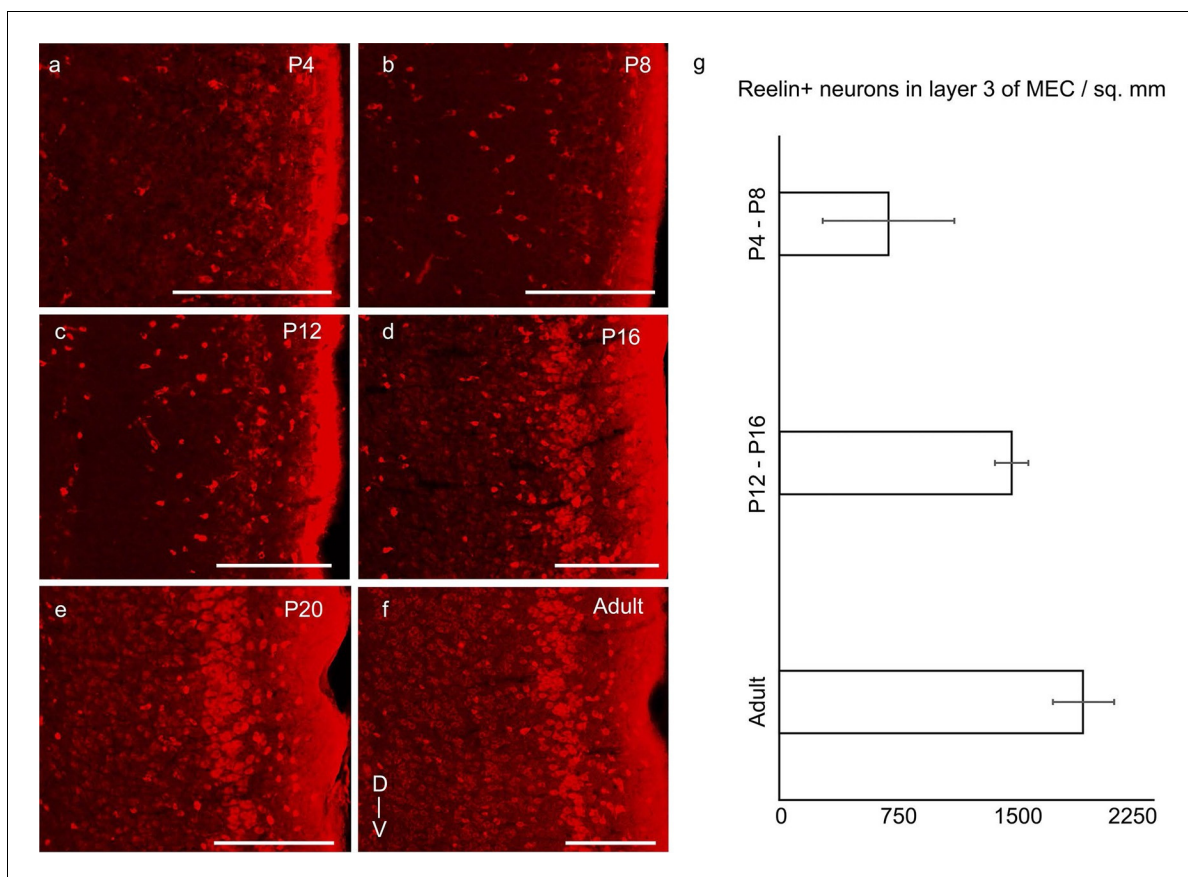 a
P4
b
P8
c
P12
d
P16
e
P20
f
Adult
D
V
g
Reelin+ neurons in layer 3 of MEC / sq. mm
P4 - P8
P12 - P16
Adult
0 750 1500 2250